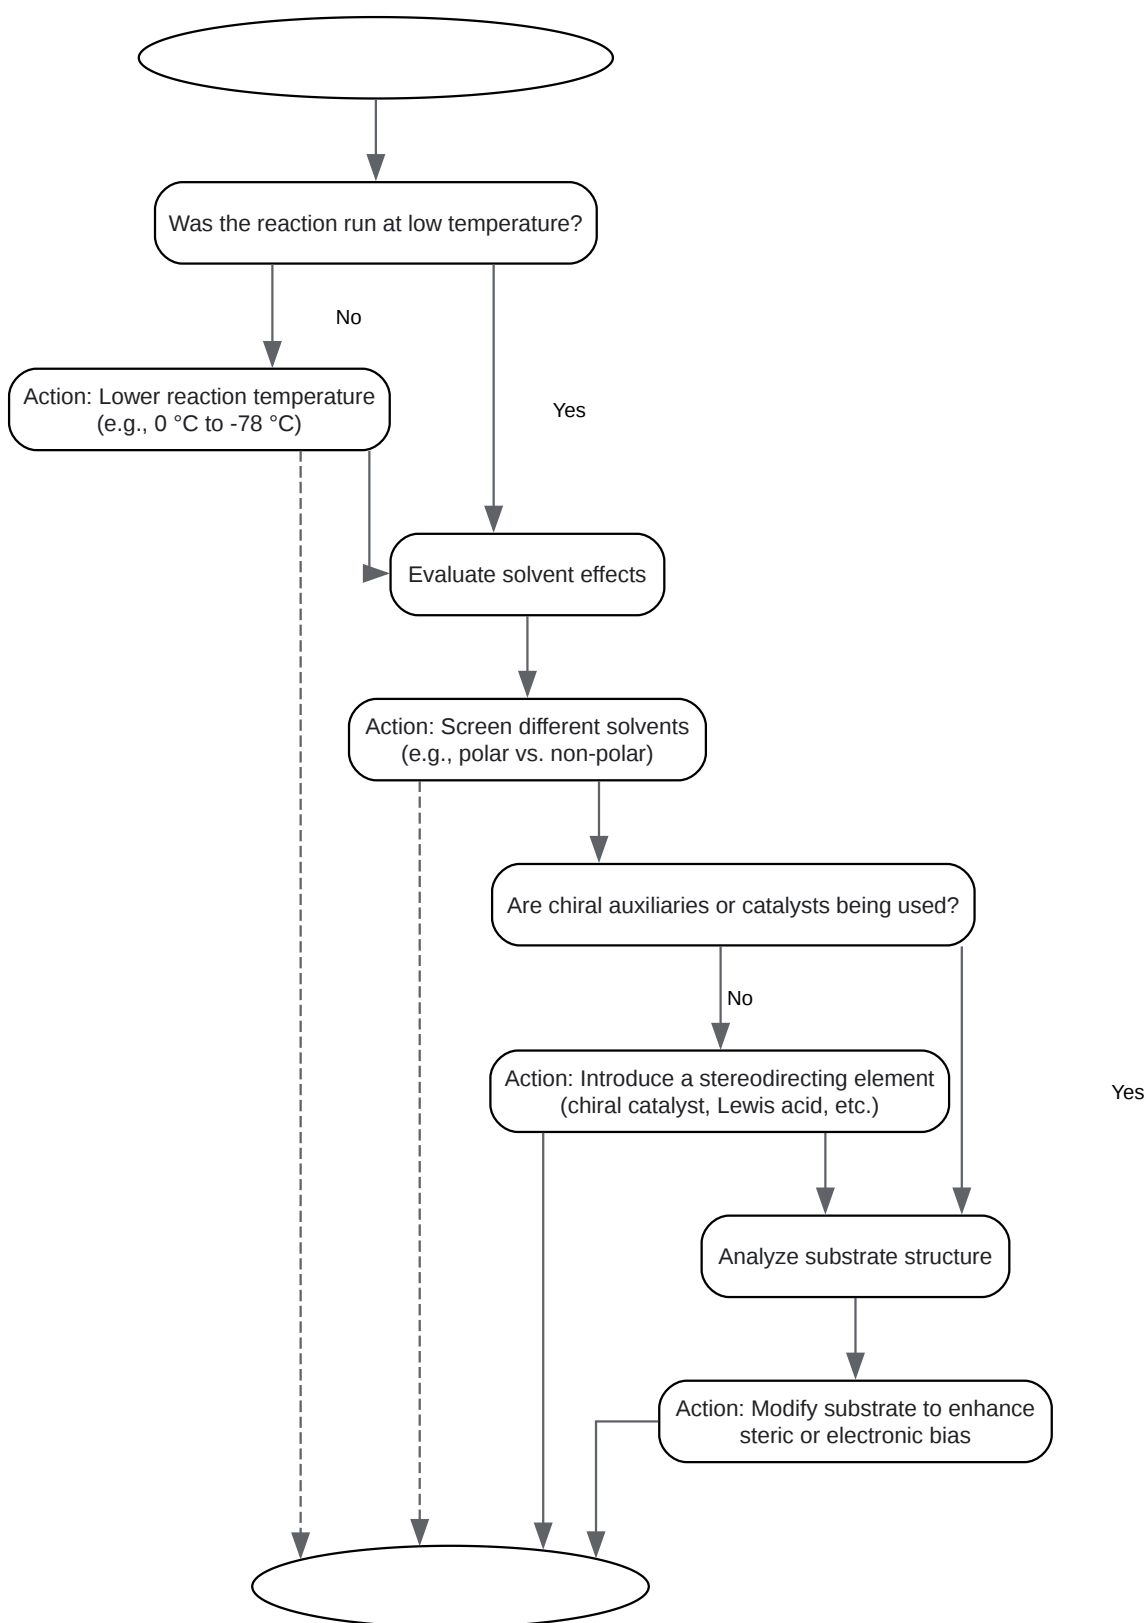 Was the reaction run at low temperature?
No
Action: Lower reaction temperature
(e.g., 0 °C to -78 °C)
Yes
Evaluate solvent effects
Action: Screen different solvents
(e.g., polar vs. non-polar)
Are chiral auxiliaries or catalysts being used?
No
Action: Introduce a stereodirecting element
(chiral catalyst, Lewis acid, etc.)
Yes
Analyze substrate structure
Action: Modify substrate to enhance
steric or electronic bias